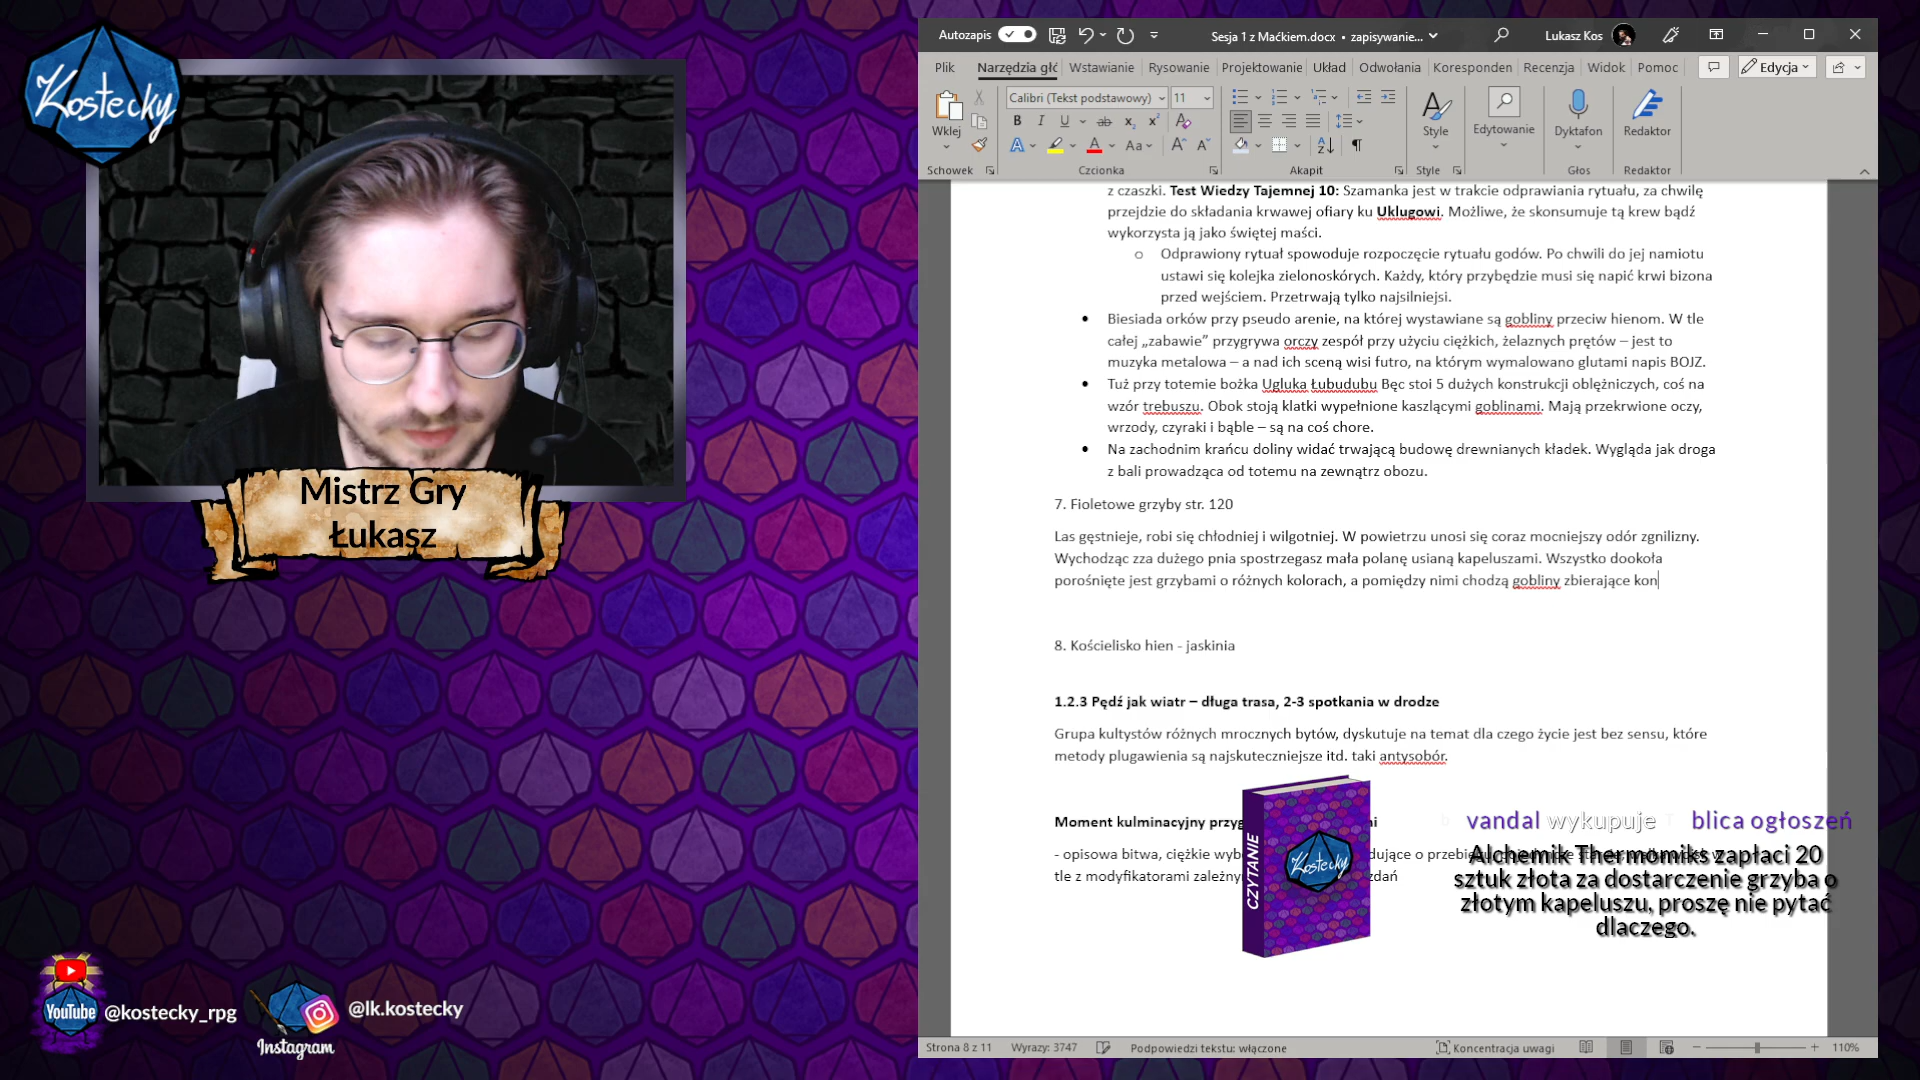 Kostecky
Mistrz Gry
Łukasz
YouTube
@kostecky_rpg
Instagram
@lk.kostecky
Autozapis
Sesja 1 z Maćkiem.docx • zapisywanie...
Lukasz Kos
Plik Narzędzia głó Wstawianie Rysowanie Projektowanie Układ Odwołania Koresponden Recenzja Widok Pomoc
Edycja
Wklej
Schowek
Calibri (Tekst podstawowy) 11
Czcionka
Akapit
Style
Style
Edytowanie
Dyktafon
Głos
Redaktor
Redaktor
z czaszki. Test Wiedzy Tajemnej 10: Szamanka jest w trakcie odprawiania rytuału, za chwilę
przejdzie do składania krwawej ofiary ku Uklugowi. Możliwe, że skonsumuje tą krew bądź
wykorzysta ją jako świętej maści.
o Odprawiony rytuał spowoduje rozpoczęcie rytuału godów. Po chwili do jej namiotu
ustawi się kolejka zielonoskórych. Każdy, który przybędzie musi się napić krwi bizona
przed wejściem. Przetrwają tylko najsilniejsi.
• Biesiada orków przy pseudo arenie, na której wystawiane są gobliny przeciw hienom. W tle
całej „zabawie” przygrywa orczy zespół przy użyciu ciężkich, żelaznych prętów – jest to
muzyka metalowa – a nad ich sceną wisi futro, na którym wymalowano glutami napis BOJZ.
• Tuż przy totemie bożka Ugluka Łubudubu Bęc stoi 5 dużych konstrukcji oblężniczych, coś na
wzór trebuszu. Obok stoją klatki wypełnione kaszlącymi goblinami. Mają przekrwione oczy,
wrzody, czyraki i bąble – są na coś chore.
• Na zachodnim krańcu doliny widać trwającą budowę drewnianych kładek. Wygląda jak droga
z bali prowadząca od totemu na zewnątrz obozu.
7. Fioletowe grzyby str. 120
Las gęstnieje, robi się chłodniej i wilgotniej. W powietrzu unosi się coraz mocniejszy odór zgnilizny.
Wychodząc zza dużego pnia spostrzegasz mała polanę usianą kapeluszami. Wszystko dookoła
porośnięte jest grzybami o różnych kolorach, a pomiędzy nimi chodzą gobliny zbierające kon
8. Kościelisko hien - jaskinia
1.2.3 Pędź jak wiatr – długa trasa, 2-3 spotkania w drodze
Grupa kultystów różnych mrocznych bytów, dyskutuje na temat dla czego życie jest bez sensu, które
metody plugawienia są najskuteczniejsze itd. taki antysobór.
Moment kulminacyjny przyg
- opisowa bitwa, ciężkie wyb
tle z modyfikatorami zależny
CZYTANIE
Kostecky
vandal wykupuje blica ogłoszeń
Alchemik Thermomiks zapłaci 20
sztuk złota za dostarczenie grzyba o
złotym kapeluszu, proszę nie pytać
dlaczego.
Strona 8 z 11 Wyrazy: 3747 Podpowiedzi tekstu: włączone Koncentracja uwagi 110%